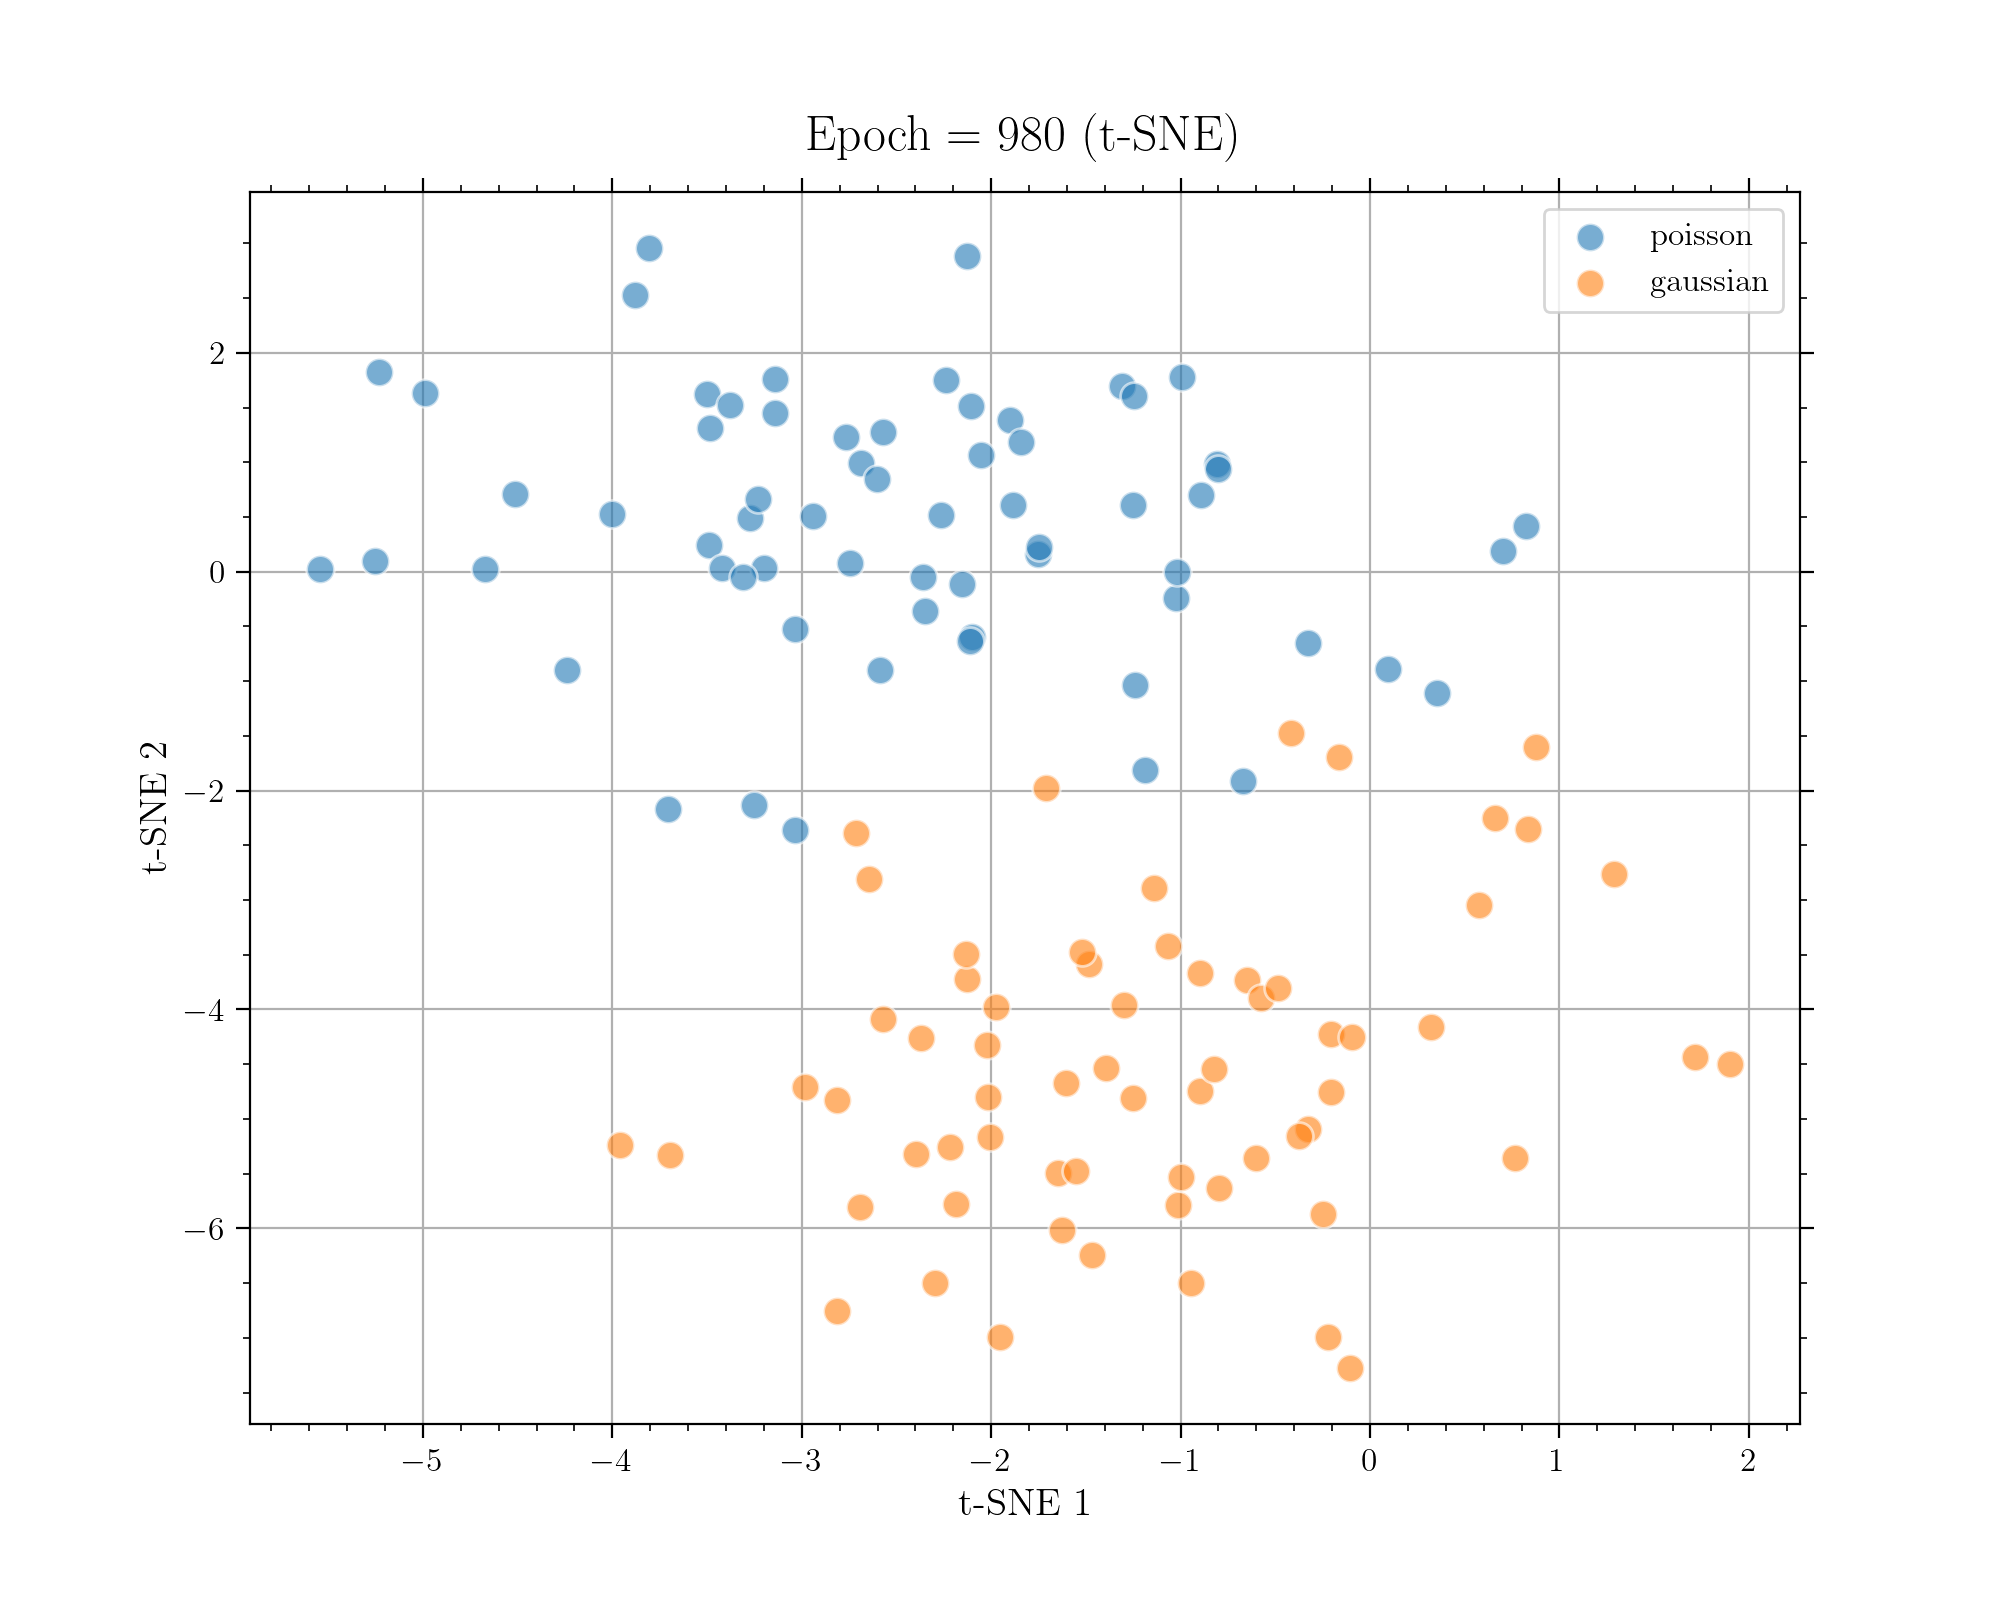 Epoch = 980 (t-SNE)
poisson
gaussian
2
0
−2
−4
−6
t-SNE 2
−5 −4 −3 −2 −1 0 1 2
t-SNE 1